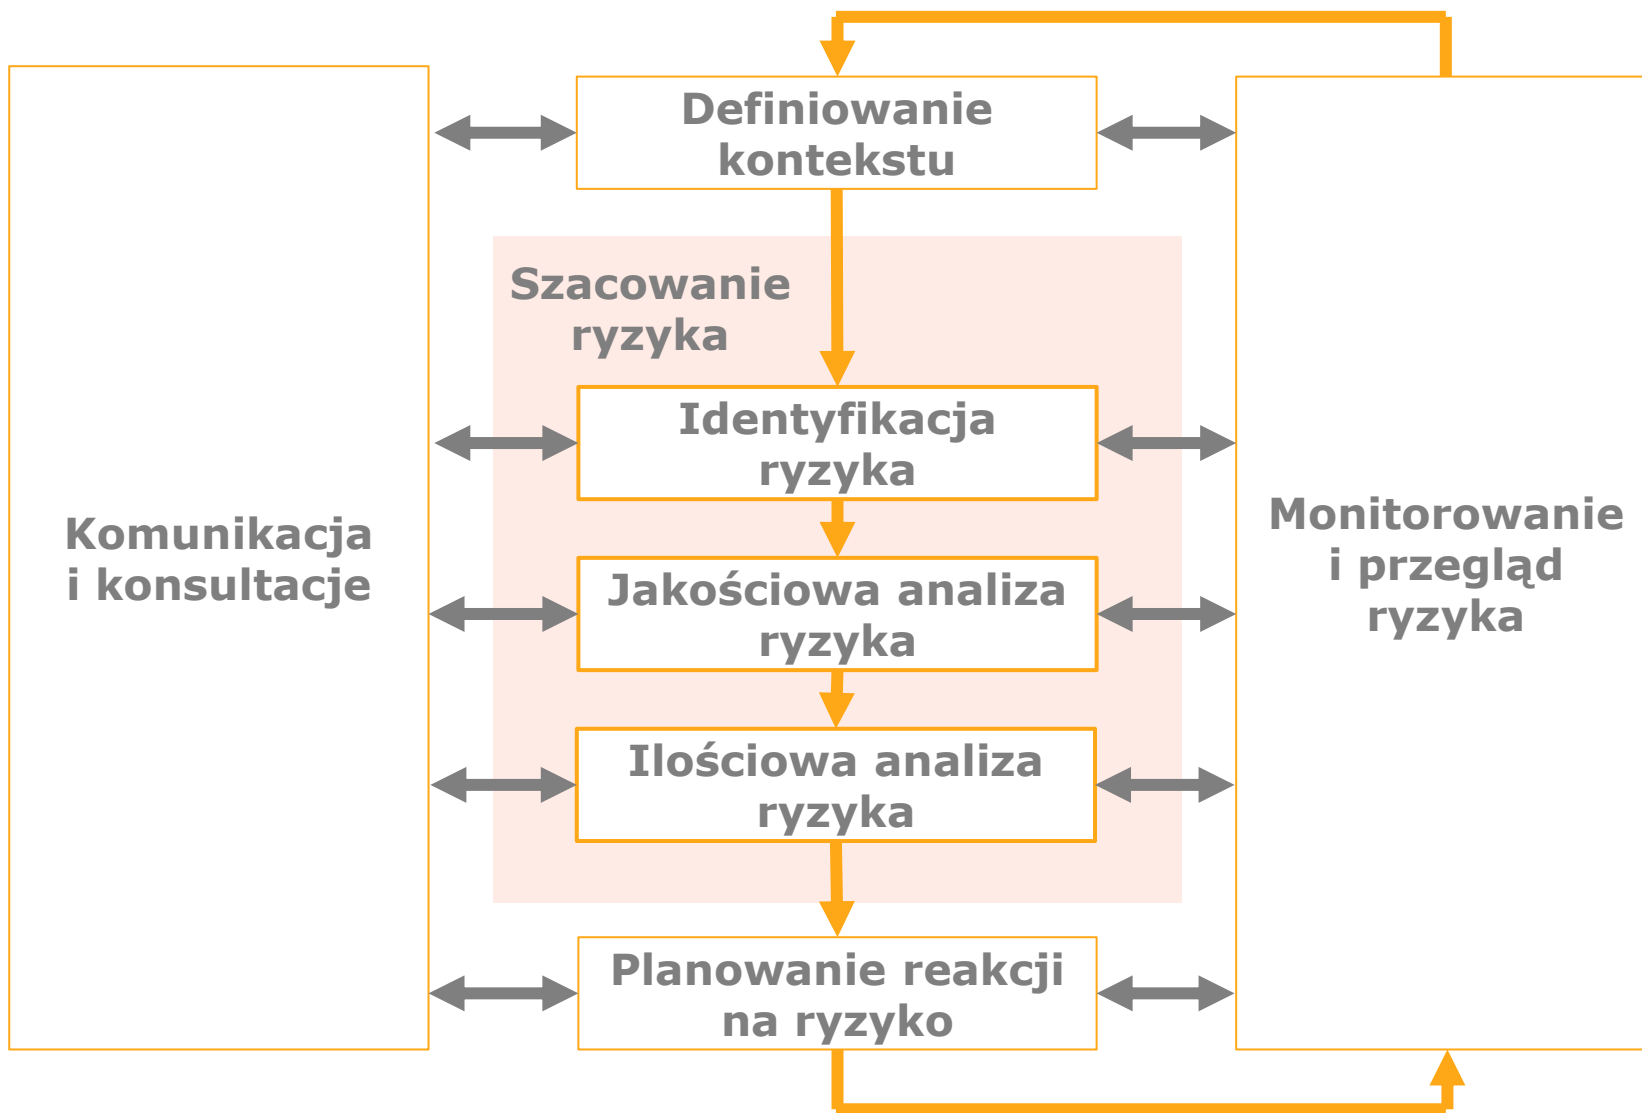 Definiowanie
kontekstu
Szacowanie
ryzyka
Identyfikacja
ryzyka
Komunikacja
i konsultacje
Jakościowa analiza
ryzyka
Monitorowanie
i przegląd
ryzyka
Ilościowa analiza
ryzyka
Planowanie reakcji
na ryzyko